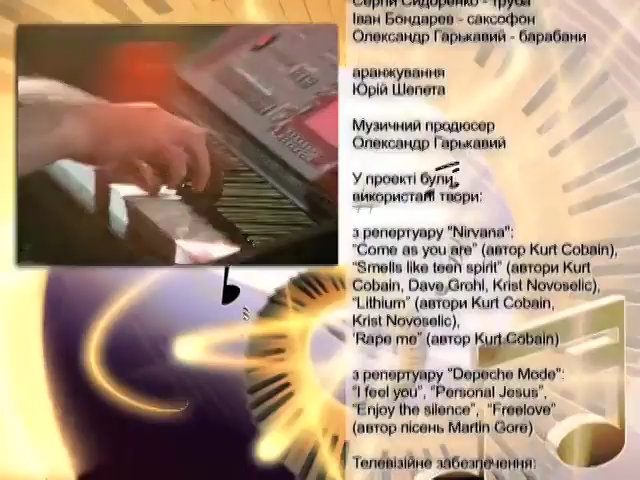 Сергій Сидоренко - труба
Іван Бондарев - саксофон
Олександр Гарькавий - барабани
аранжування
Юрій Шепета
Музичний продюсер
Олександр Гарькавий
У проекті були
використані твори:
з репертуару "Nirvana":
"Come as you are" (автор Kurt Cobain),
"Smells like teen spirit" (автори Kurt
Cobain, Dave Grohl, Krist Novoselic),
"Lithium" (автори Kurt Cobain,
Krist Novoselic),
"Rape me" (автор Kurt Cobain)
з репертуару "Depeche Mode":
"I feel you", "Personal Jesus",
"Enjoy the silence", "Freelove"
(автор пісень Martin Gore)
Телевізійне забезпечення: